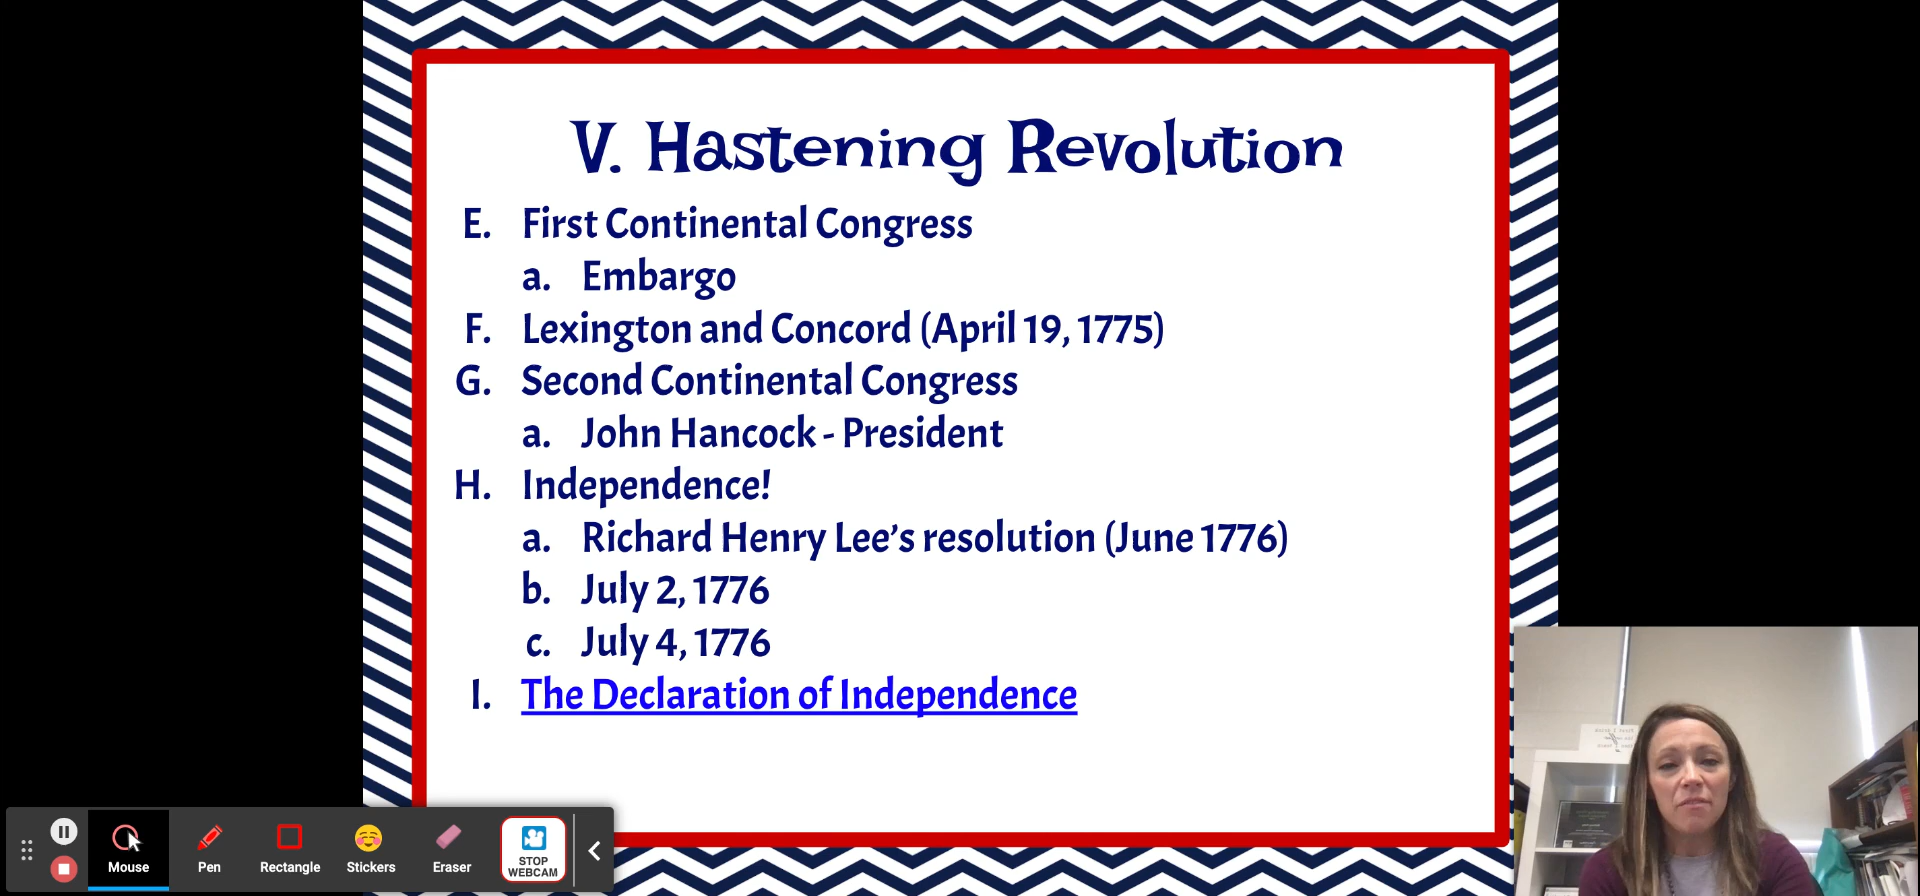 V. Hastening Revolution
E. First Continental Congress
a. Embargo
F. Lexington and Concord (April 19, 1775)
G. Second Continental Congress
a. John Hancock - President
H. Independence!
a. Richard Henry Lee’s resolution (June 1776)
b. July 2, 1776
c. July 4, 1776
I. The Declaration of Independence
Mouse
Pen
Rectangle
Stickers
Eraser
STOP
WEBCAM